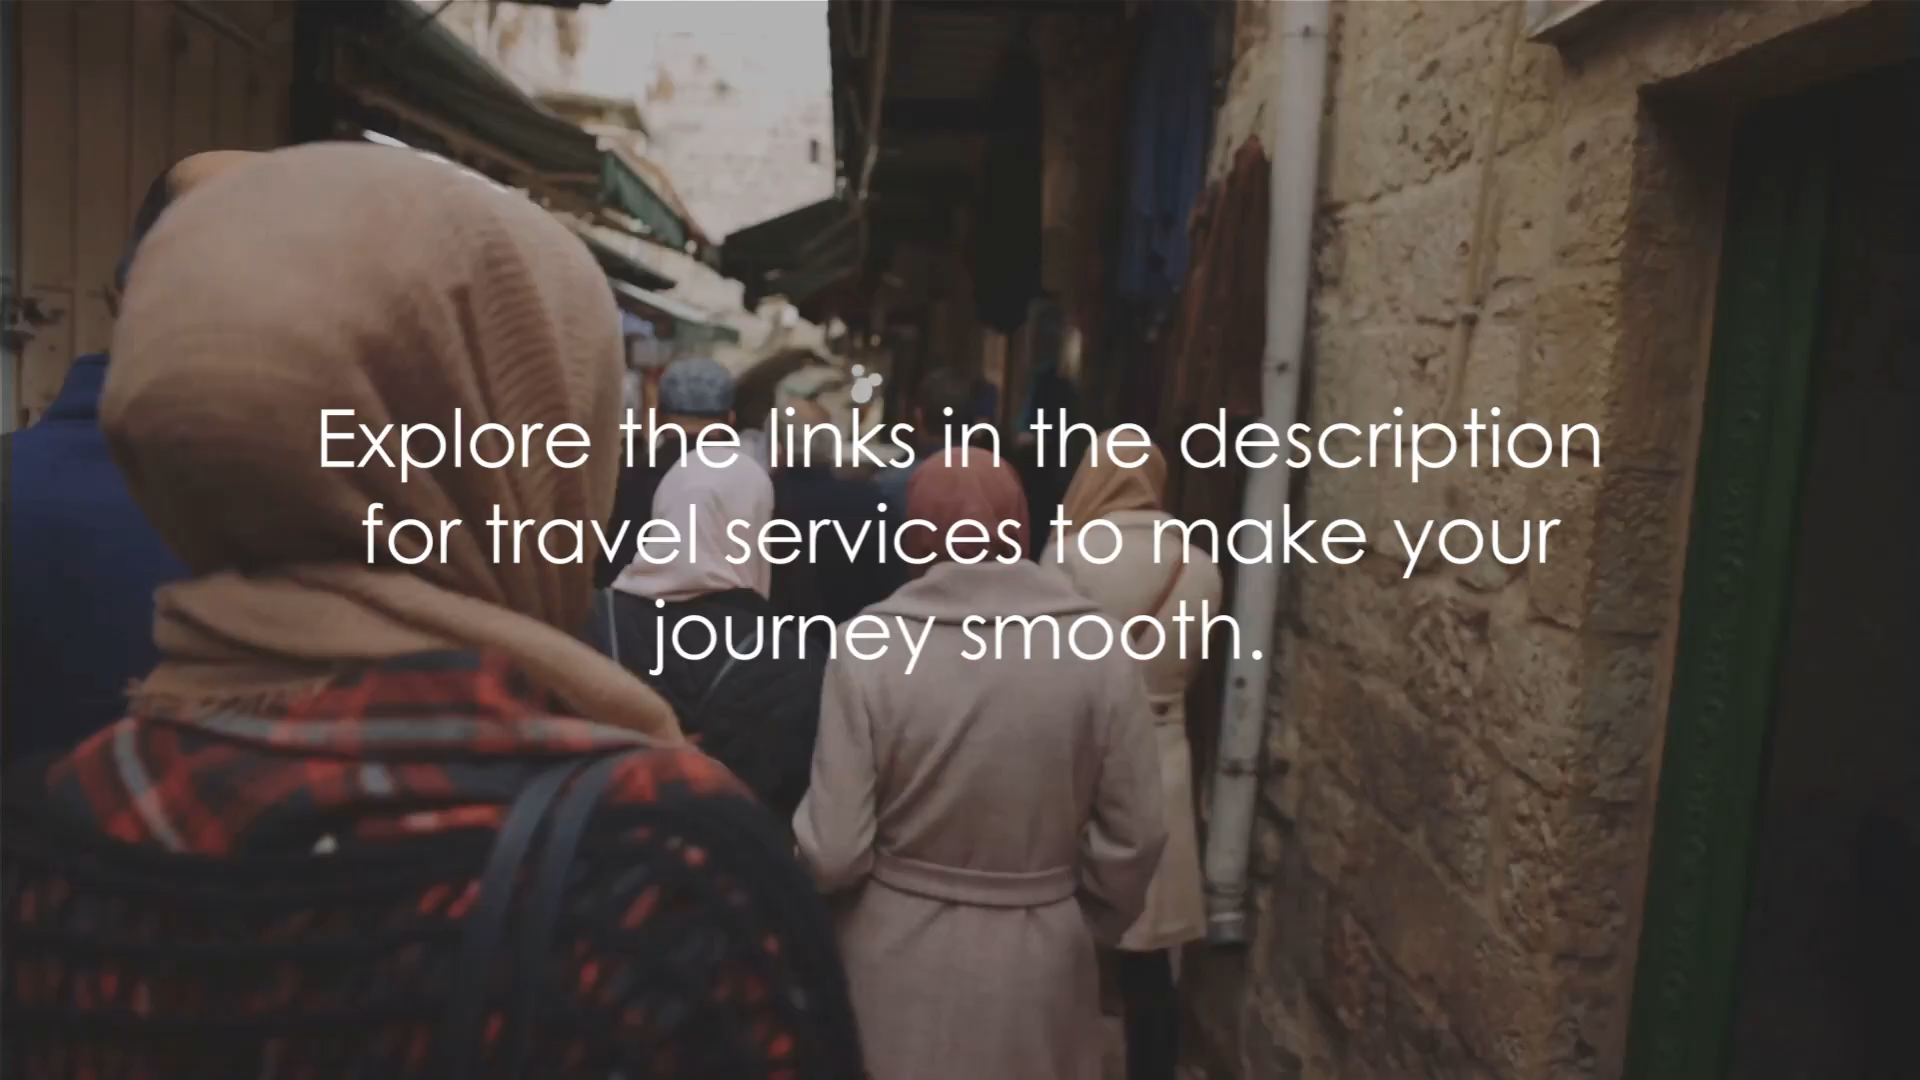 Explore the links in the description
for travel services to make your
journey smooth.